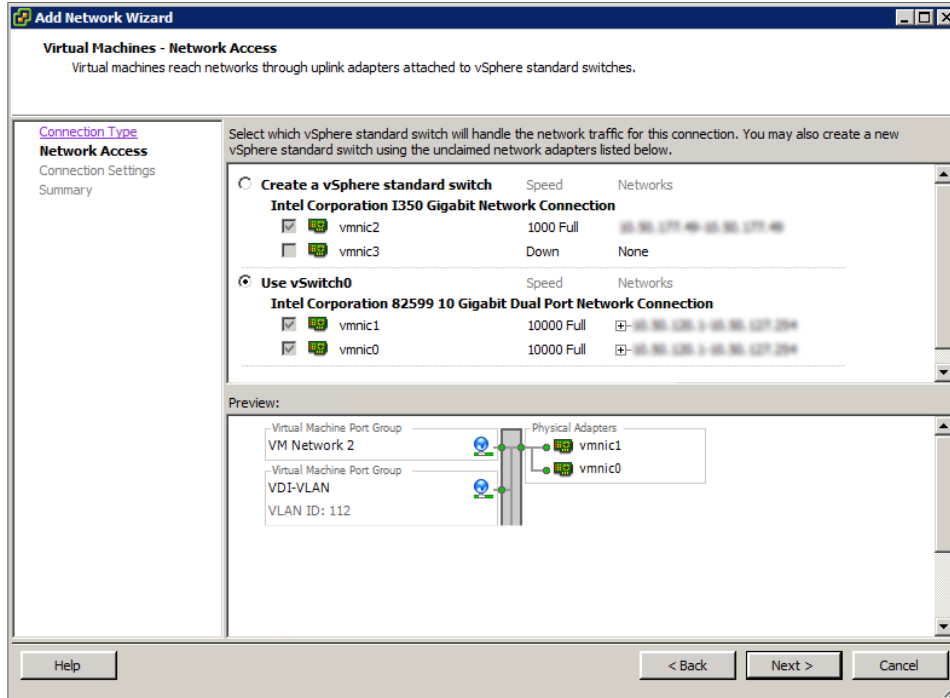 Add Network Wizard
Virtual Machines - Network Access
Virtual machines reach networks through uplink adapters attached to vSphere standard switches.
Connection Type
Network Access
Connection Settings
Summary
Select which vSphere standard switch will handle the network traffic for this connection. You may also create a new
vSphere standard switch using the unclaimed network adapters listed below.
Create a vSphere standard switch Speed Networks
Intel Corporation I350 Gigabit Network Connection
vmnic2 1000 Full
vmnic3 Down None
Use vSwitch0 Speed Networks
Intel Corporation 82599 10 Gigabit Dual Port Network Connection
vmnic1 10000 Full
vmnic0 10000 Full
Preview:
Virtual Machine Port Group
VM Network 2
Virtual Machine Port Group
VDI-VLAN
VLAN ID: 112
Physical Adapters
vmnic1
vmnic0
Help
< Back
Next >
Cancel